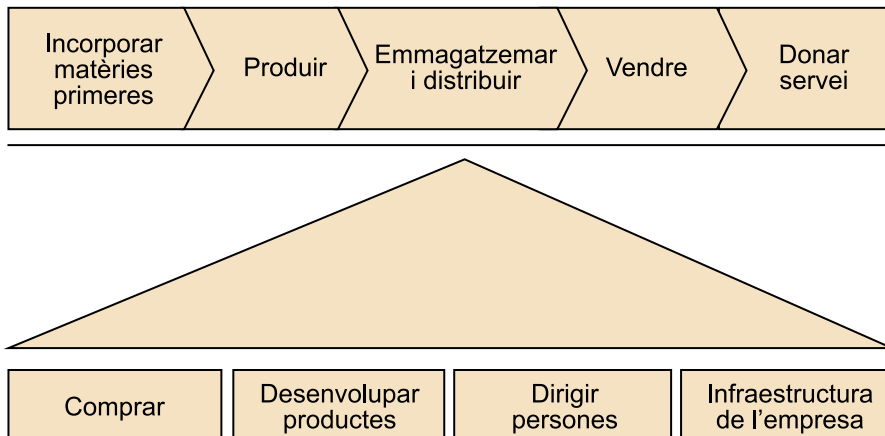 Incorporar
matèries
primeres
Produir
Emmagatzemar
i distribuir
Vendre
Donar
servei
Comprar
Desenvolupar
productes
Dirigir
persones
Infraestructura
de l'empresa